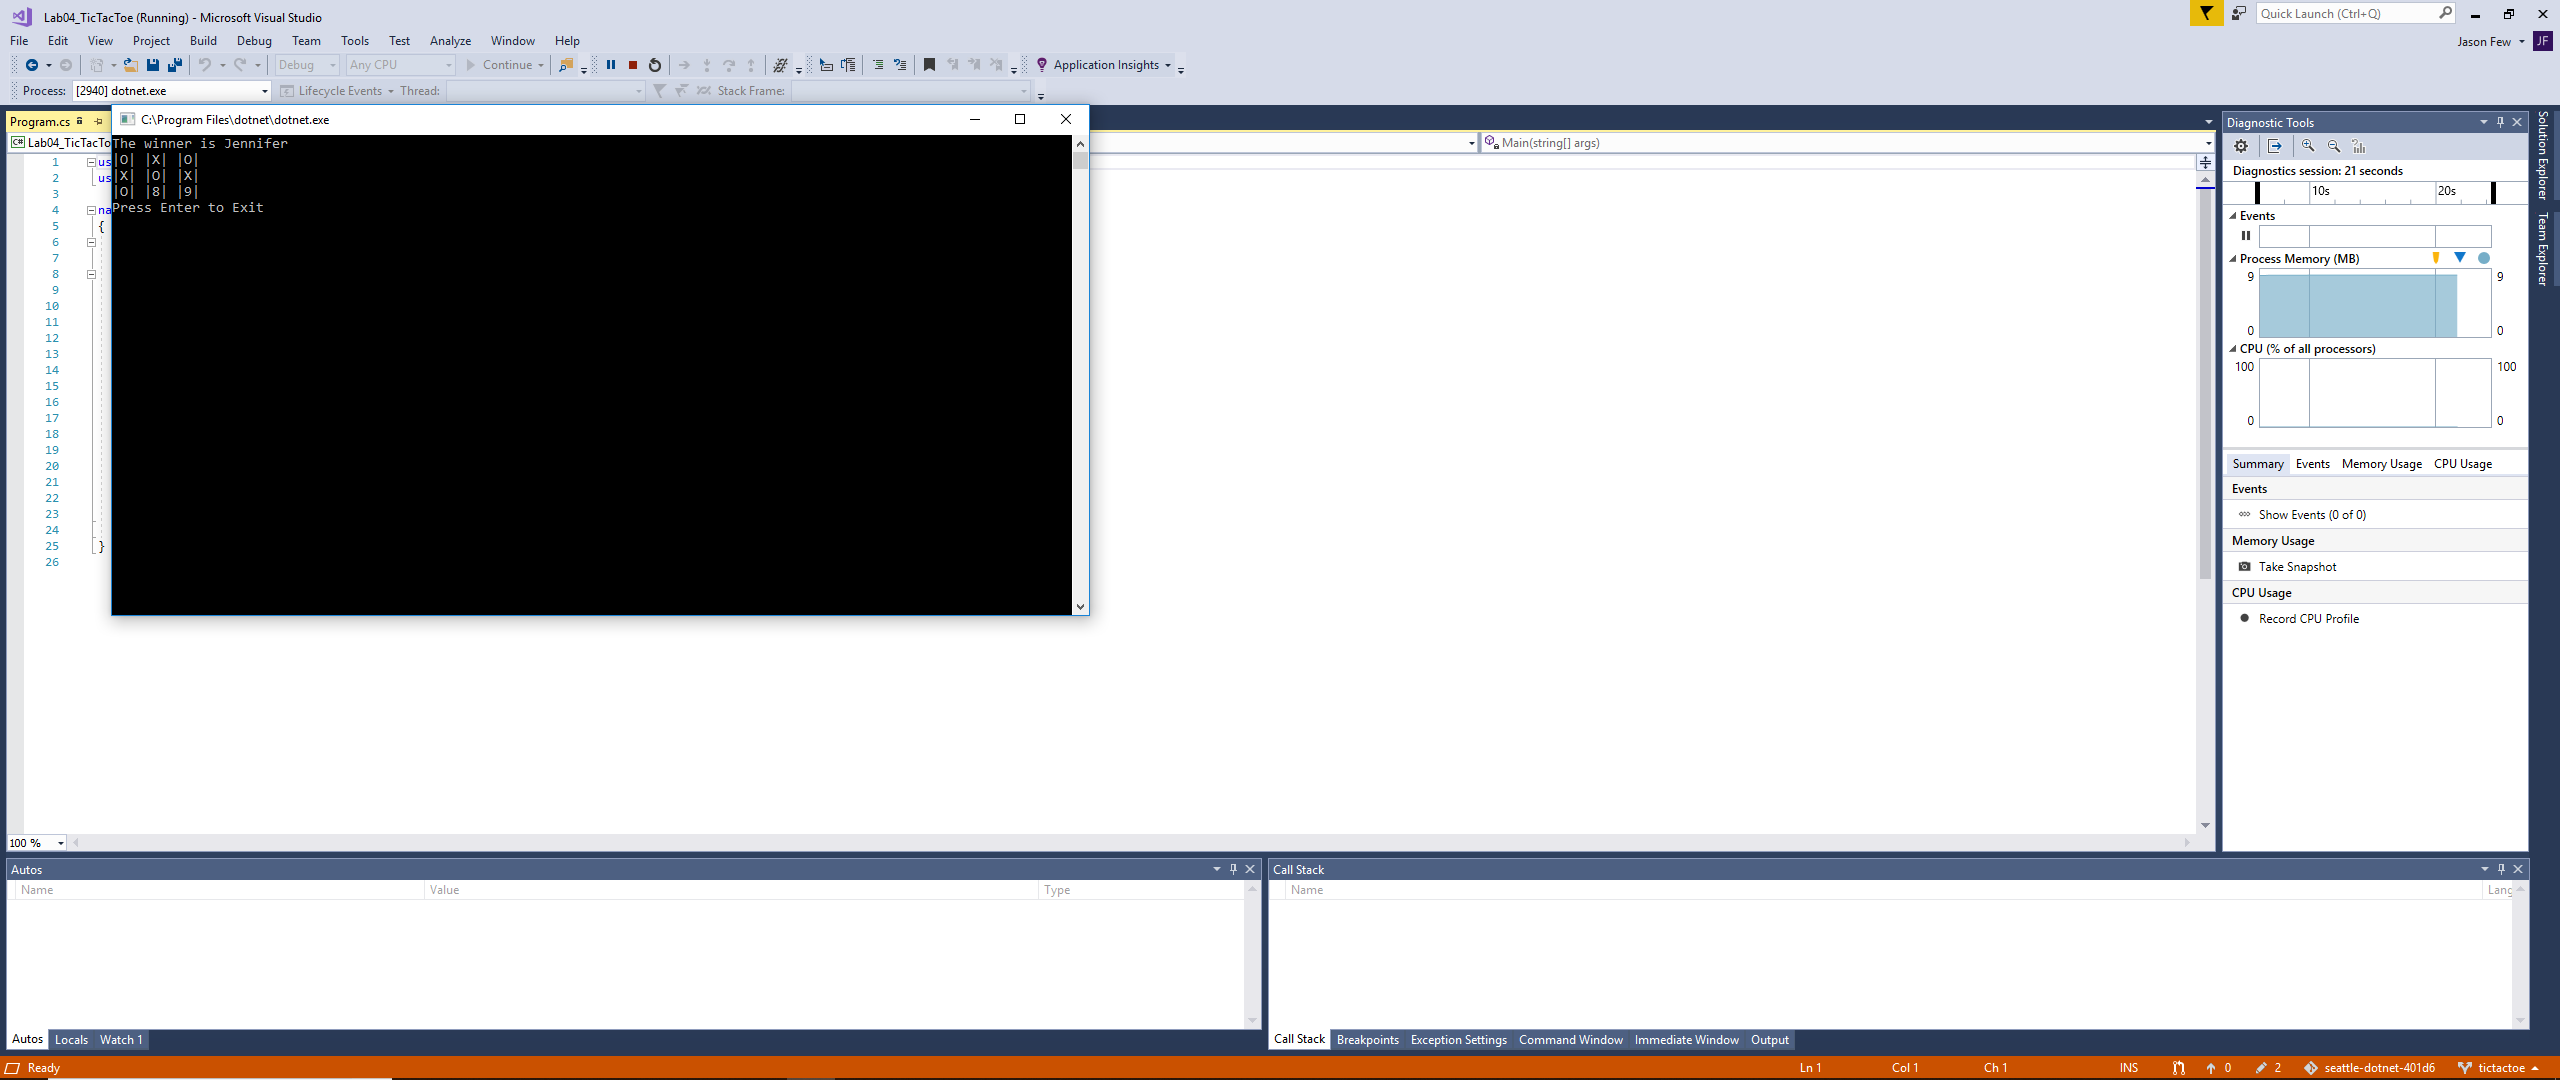 Lab04_TicTacToe (Running) - Microsoft Visual Studio
Quick Launch (Ctrl+Q)
File Edit View Project Build Debug Team Tools Test Analyze Window Help
Jason Few JF
Debug Any CPU Continue Application Insights
Process: [2940] dotnet.exe Lifecycle Events Thread: Stack Frame:
Program.cs
C:\Program Files\dotnet\dotnet.exe
Lab04_TicTacTo
Main(string[] args)
The winner is Jennifer
|O| |X| |O|
|X| |O| |X|
|O| |8| |9|
Press Enter to Exit
1 us
2 us
3
4 na
5 {
6
7
8
9
10
11
12
13
14
15
16
17
18
19
20
21
22
23
24
25 }
26
100 %
Diagnostic Tools
Diagnostics session: 21 seconds
10s 20s
Events
Process Memory (MB)
9 9
0 0
CPU (% of all processors)
100 100
0 0
Summary Events Memory Usage CPU Usage
Events
Show Events (0 of 0)
Memory Usage
Take Snapshot
CPU Usage
Record CPU Profile
Solution Explorer
Team Explorer
Autos
Name Value Type
Autos Locals Watch 1
Call Stack
Name Lang
Call Stack Breakpoints Exception Settings Command Window Immediate Window Output
Ready Ln 1 Col 1 Ch 1 INS 0 2 seattle-dotnet-401d6 tictactoe